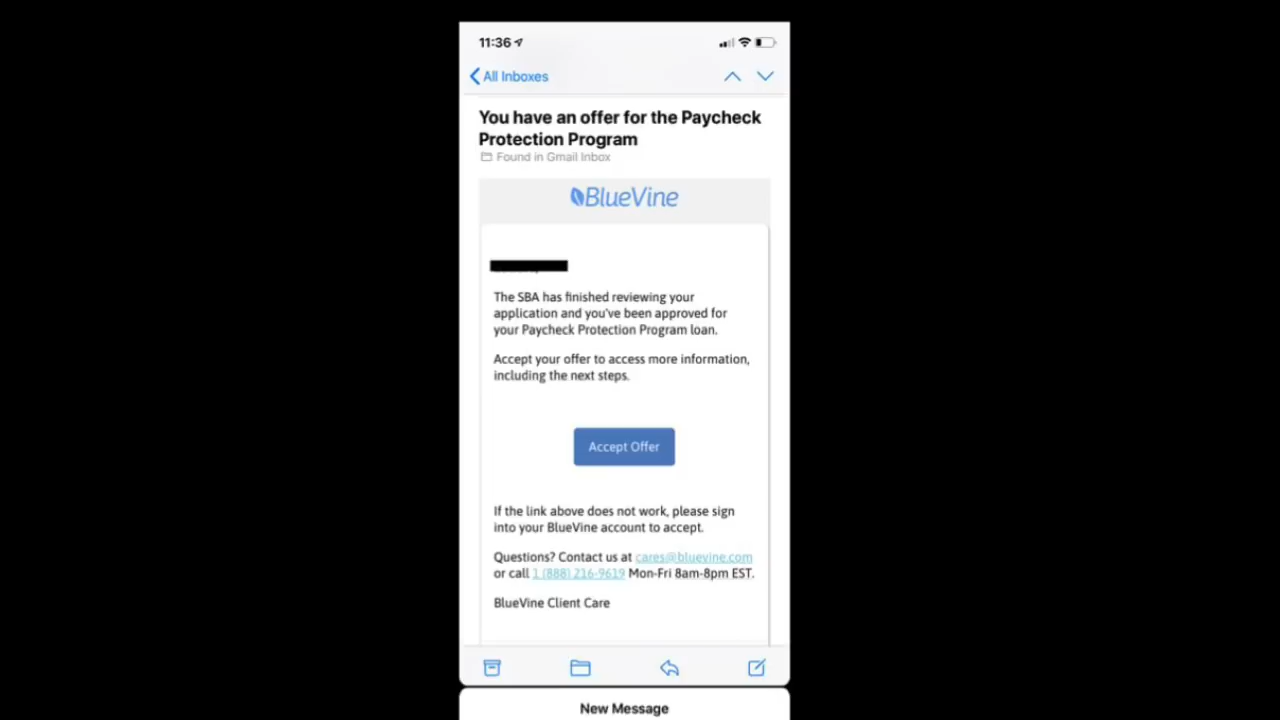 11:36
All Inboxes
You have an offer for the Paycheck
Protection Program
Found in Gmail Inbox
BlueVine
The SBA has finished reviewing your
application and you've been approved for
your Paycheck Protection Program loan.
Accept your offer to access more information,
including the next steps.
Accept Offer
If the link above does not work, please sign
into your BlueVine account to accept.
Questions? Contact us at cares@bluevine.com
or call 1 (888) 216-9619 Mon-Fri 8am-8pm EST.
BlueVine Client Care
New Message